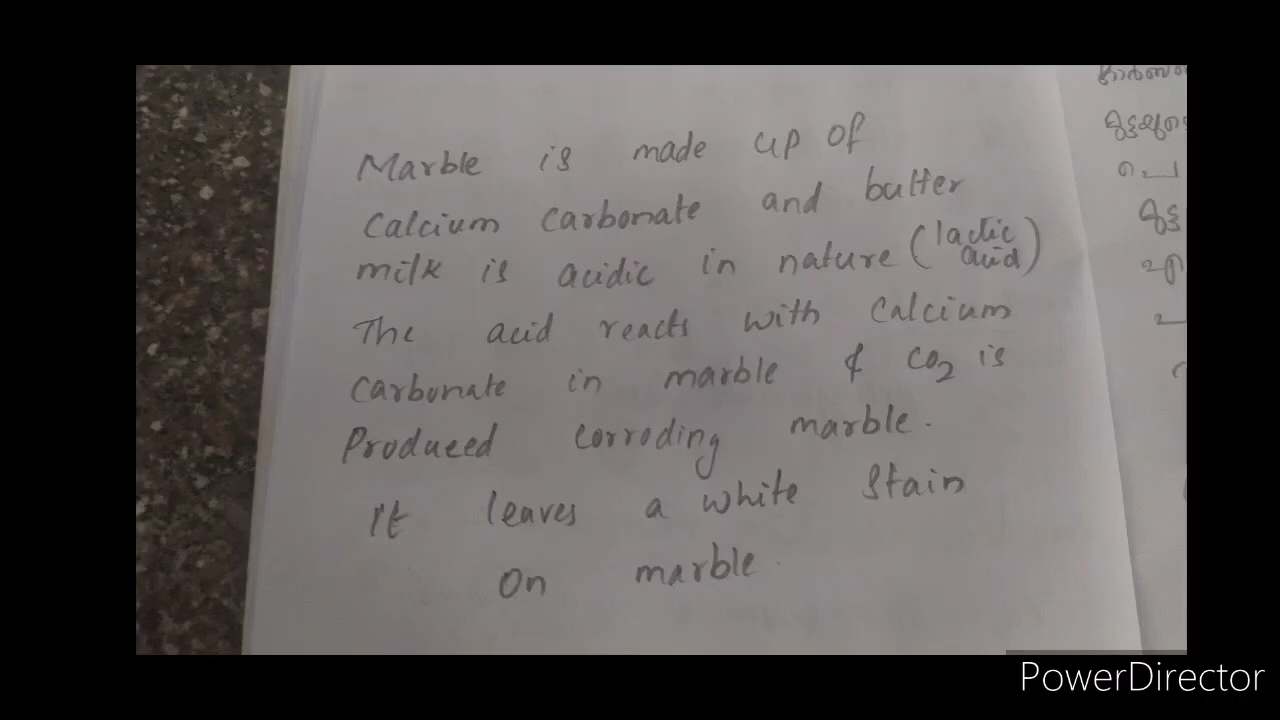 Marble is made up of
Calcium carbonate and butter
milk is acidic in nature (lactic acid)
The acid reacts with calcium
carbonate in marble & CO2 is
Produced corroding marble.
It leaves a white stain
On marble.
PowerDirector